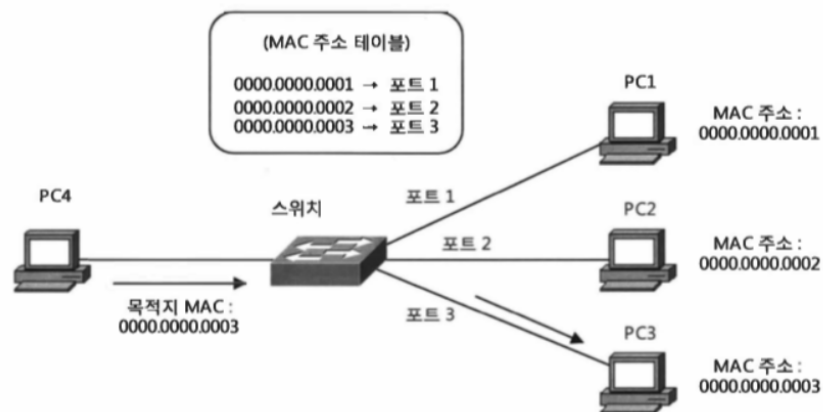 (MAC 주소 테이블)
0000.0000.0001 → 포트 1
0000.0000.0002 → 포트 2
0000.0000.0003 → 포트 3
PC1
MAC 주소 :
0000.0000.0001
PC4
스위치
포트 1
PC2
포트 2
MAC 주소 :
0000.0000.0002
목적지 MAC :
0000.0000.0003
포트 3
PC3
MAC 주소 :
0000.0000.0003